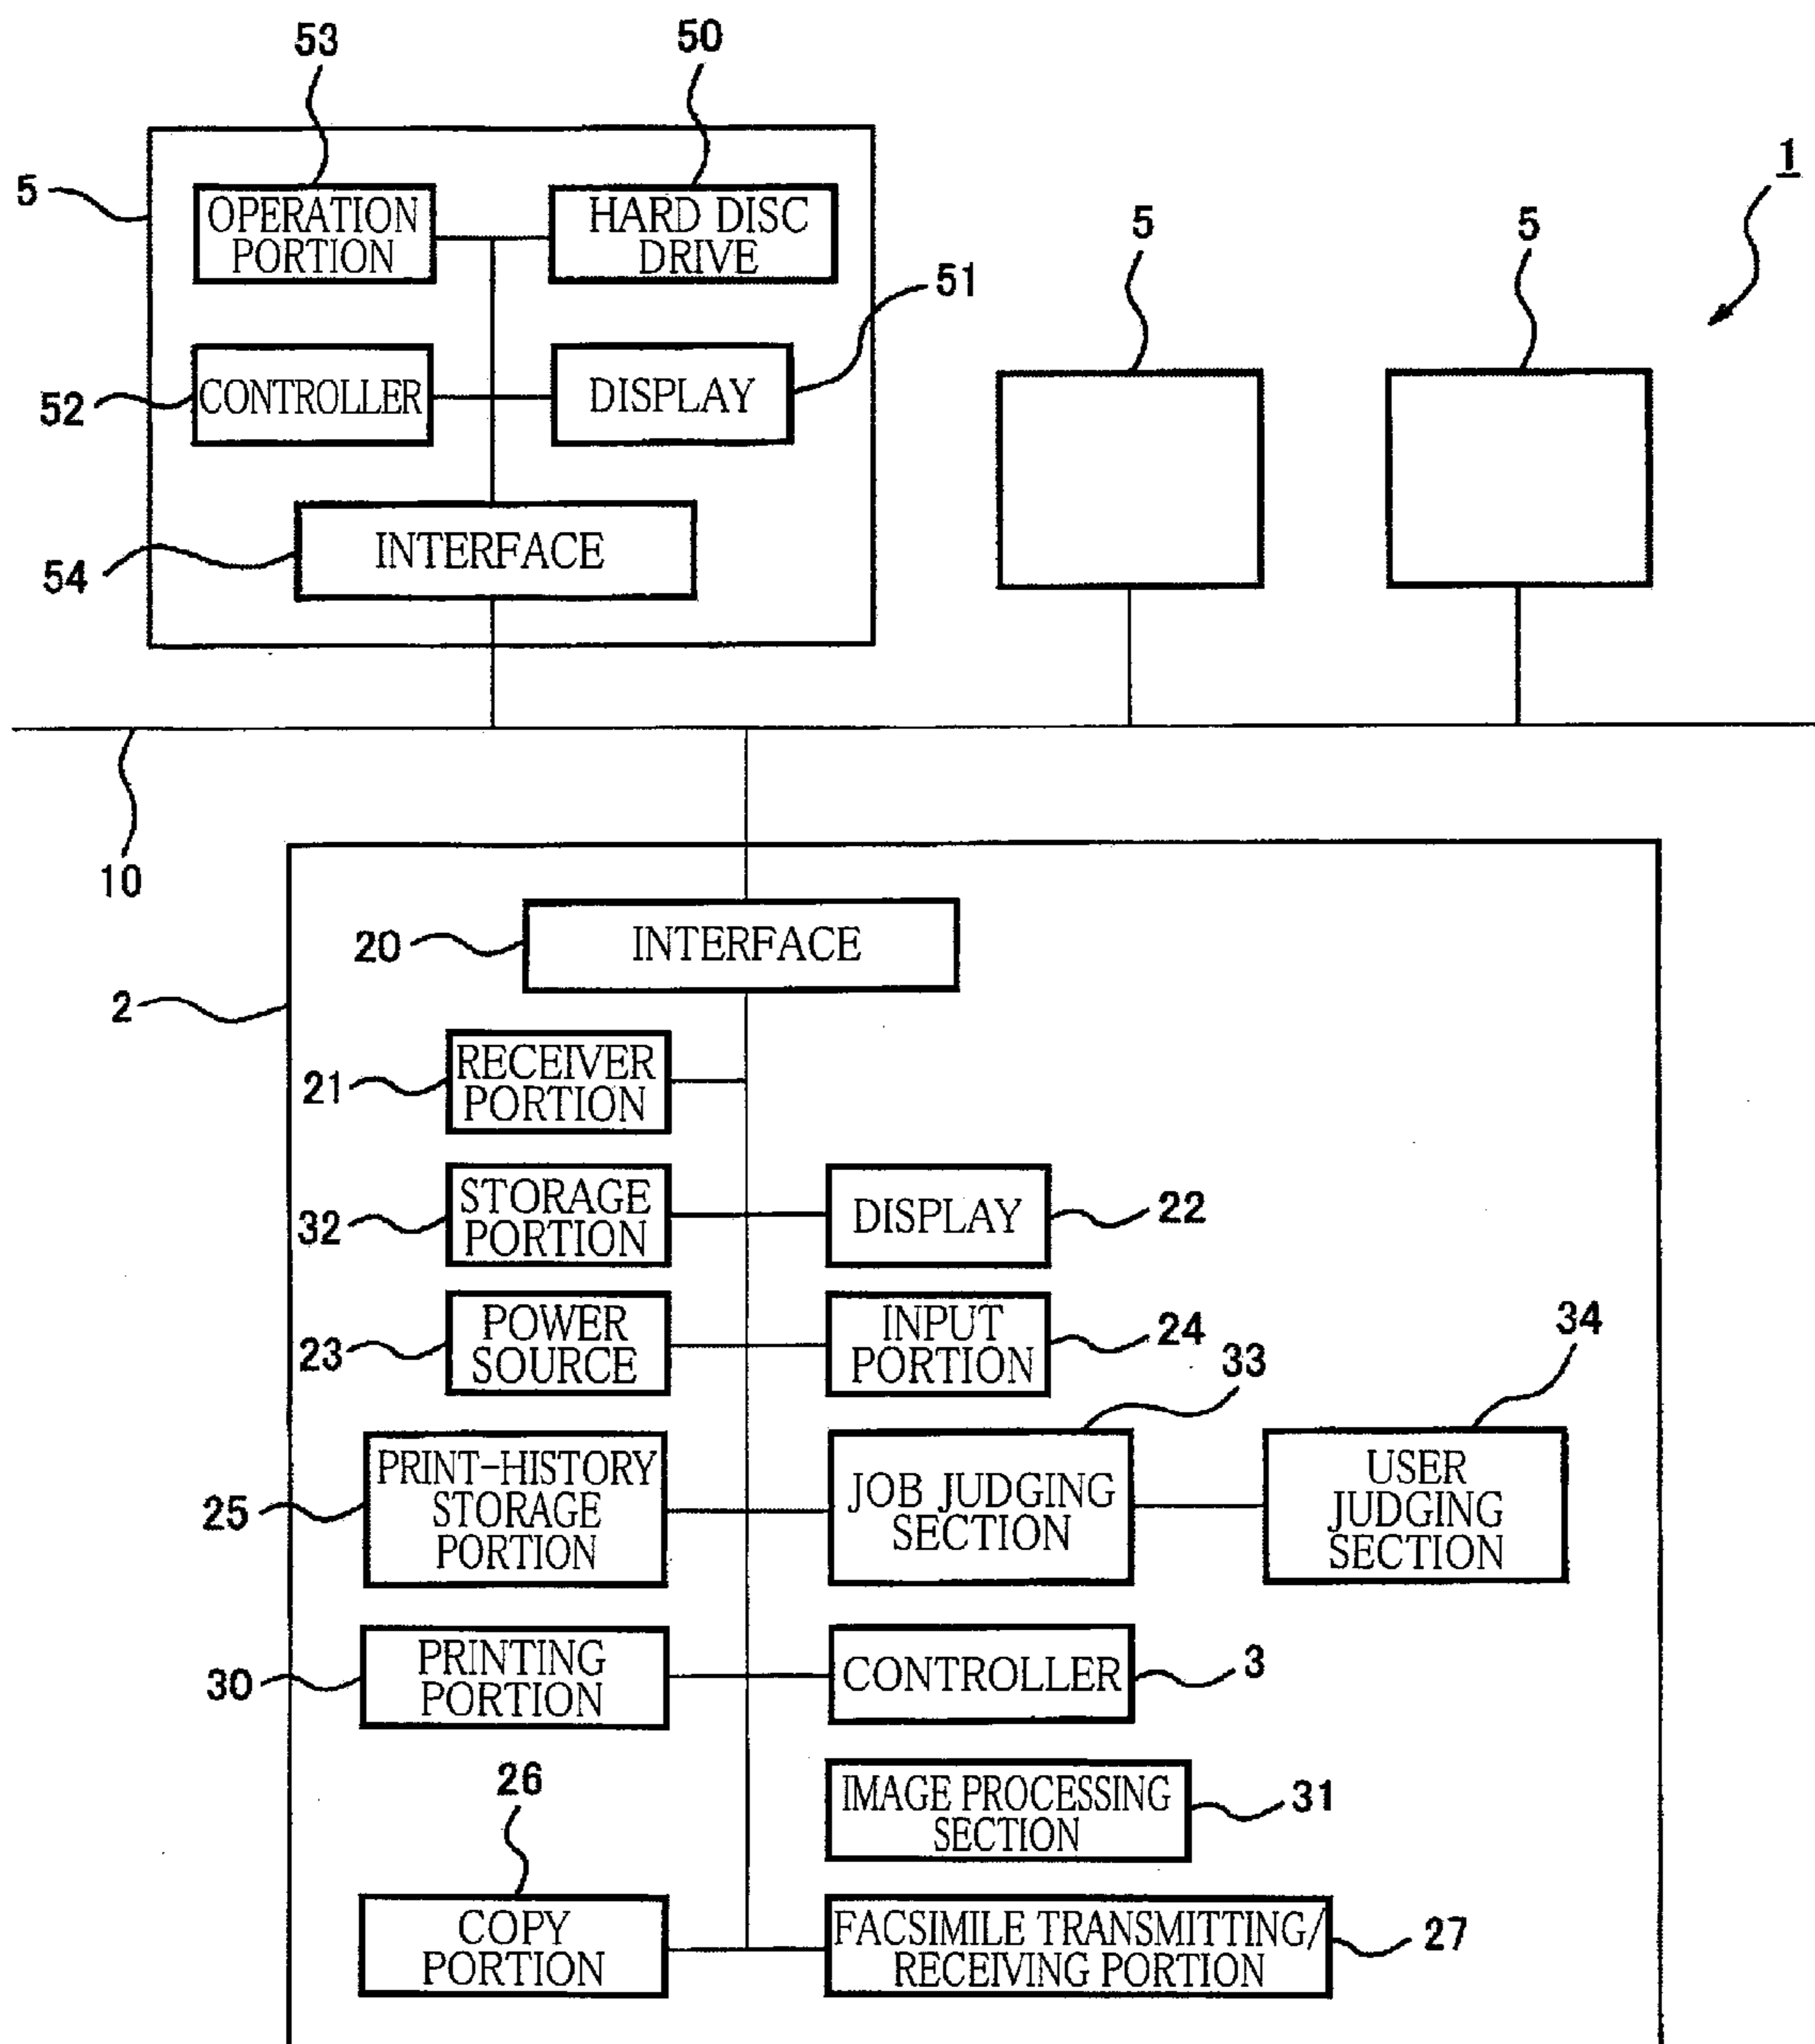 53
50
1
5
OPERATION
PORTION
HARD DISC
DRIVE
5
5
51
52
CONTROLLER
DISPLAY
54
INTERFACE
10
20
INTERFACE
2
21
RECEIVER
PORTION
32
STORAGE
PORTION
DISPLAY
22
23
POWER
SOURCE
INPUT
PORTION
24
33
34
25
PRINT-HISTORY
STORAGE
PORTION
JOB JUDGING
SECTION
USER
JUDGING
SECTION
30
PRINTING
PORTION
CONTROLLER
3
26
IMAGE PROCESSING
SECTION
31
COPY
PORTION
FACSIMILE TRANSMITTING/
RECEIVING PORTION
27